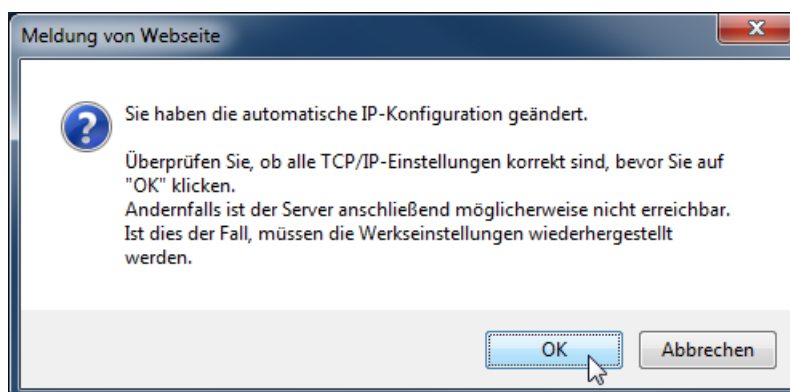 Meldung von Webseite
Sie haben die automatische IP-Konfiguration geändert.
Überprüfen Sie, ob alle TCP/IP-Einstellungen korrekt sind, bevor Sie auf
"OK" klicken.
Andernfalls ist der Server anschließend möglicherweise nicht erreichbar.
Ist dies der Fall, müssen die Werkseinstellungen wiederhergestellt
werden.
OK
Abbrechen